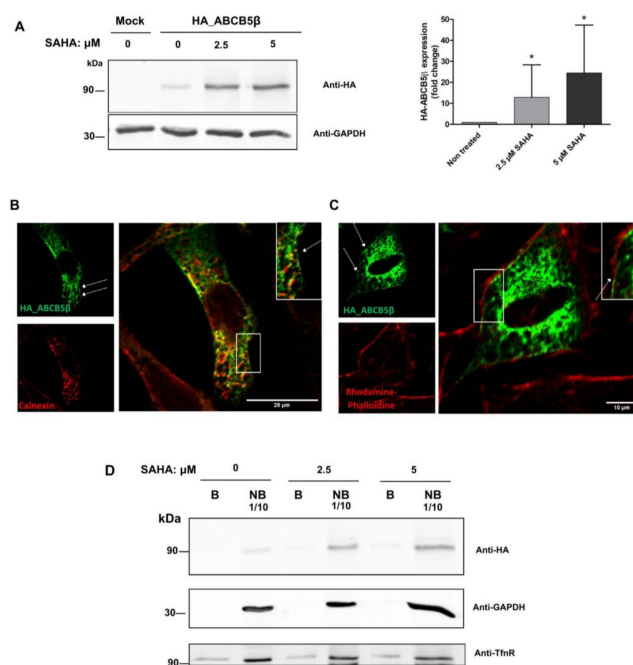 A
Mock
HA_ABCB5β
SAHA: µM
0
0
2.5
5
kDa
90
30
Anti-HA
Anti-GAPDH
HA-ABCB5β expression
(fold change)
50
40
30
20
10
0
*
*
Non treated
2.5 µM SAHA
5 µM SAHA
B
HA_ABCB5β
Calnexin
25 µm
C
HA_ABCB5β
Rhodamine-
Phalloïdine
10 µm
D
SAHA: µM
0
2.5
5
B
NB
B
NB
B
NB
1/10
1/10
1/10
kDa
90
30
90
Anti-HA
Anti-GAPDH
Anti-TfnR